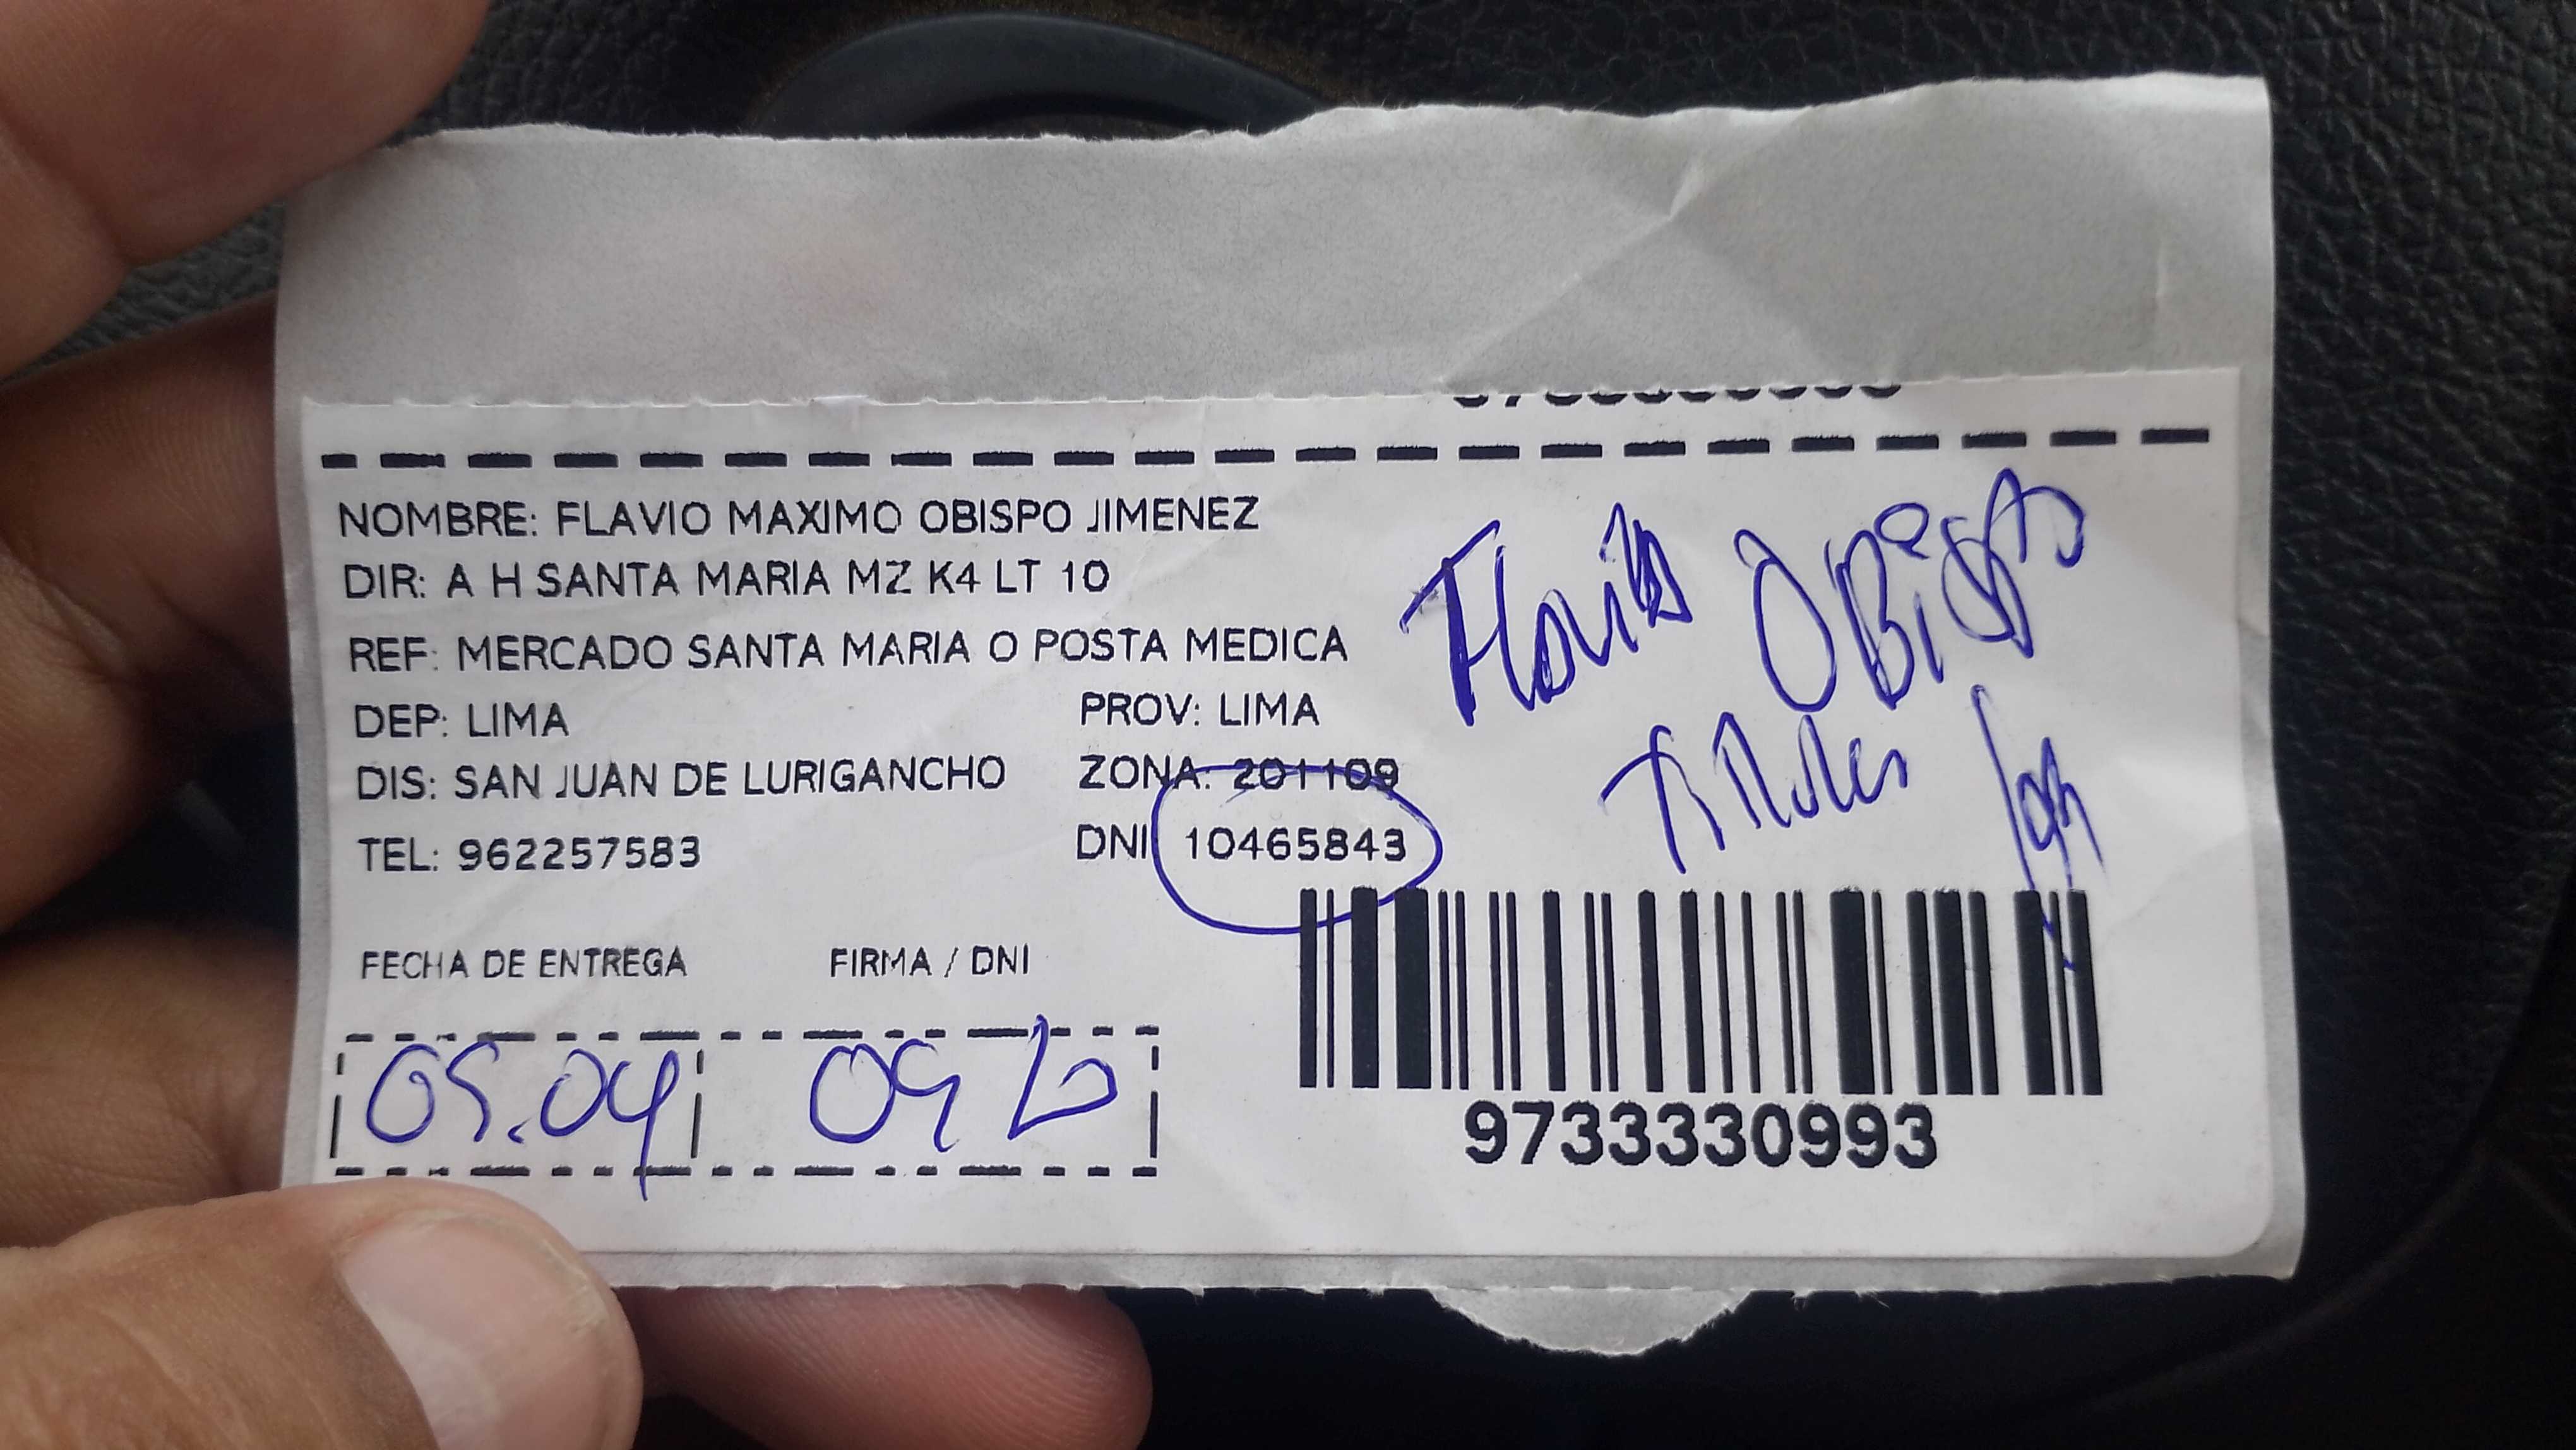 NOMBRE: FLAVIO MAXIMO OBISPO JIMENEZ
DIR: A H SANTA MARIA MZ K4 LT 10
REF: MERCADO SANTA MARIA O POSTA MEDICA
DEP: LIMA PROV: LIMA
DIS: SAN JUAN DE LURIGANCHO ZONA: 201109
TEL: 962257583 DNI 10465843
Flavio Obispo
FECHA DE ENTREGA FIRMA / DNI
05.04
9733330993